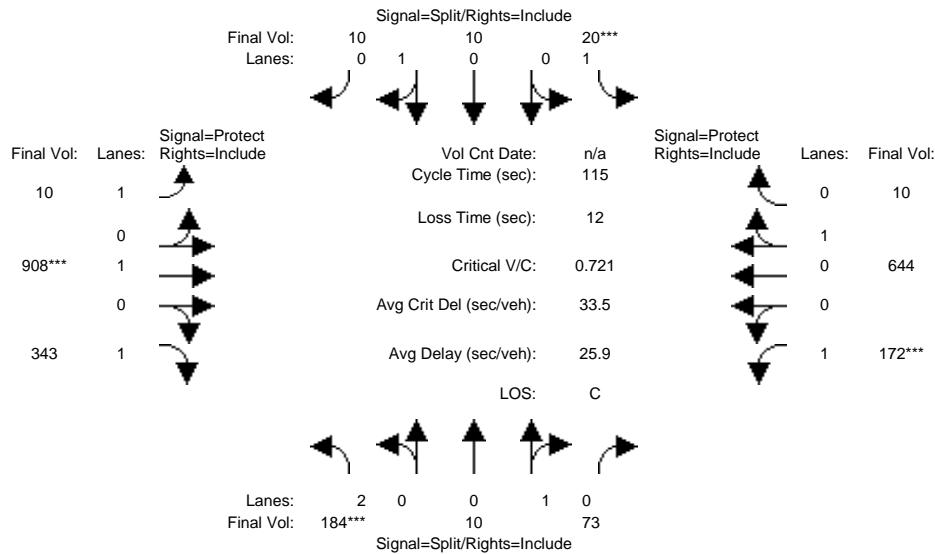 Signal=Split/Rights=Include
Final Vol: 10 10 20***
Lanes: 0 1 0 0 1
Signal=Protect
Final Vol: Lanes: Rights=Include
Vol Cnt Date: n/a
Signal=Protect
Rights=Include Lanes: Final Vol:
10 1
Cycle Time (sec): 115
0 10
Loss Time (sec): 12
0
1
908*** 1
Critical V/C: 0.721
0 644
0
Avg Crit Del (sec/veh): 33.5
0
343 1
Avg Delay (sec/veh): 25.9
1 172***
LOS: C
Lanes: 2 0 0 1 0
Final Vol: 184*** 10 73
Signal=Split/Rights=Include